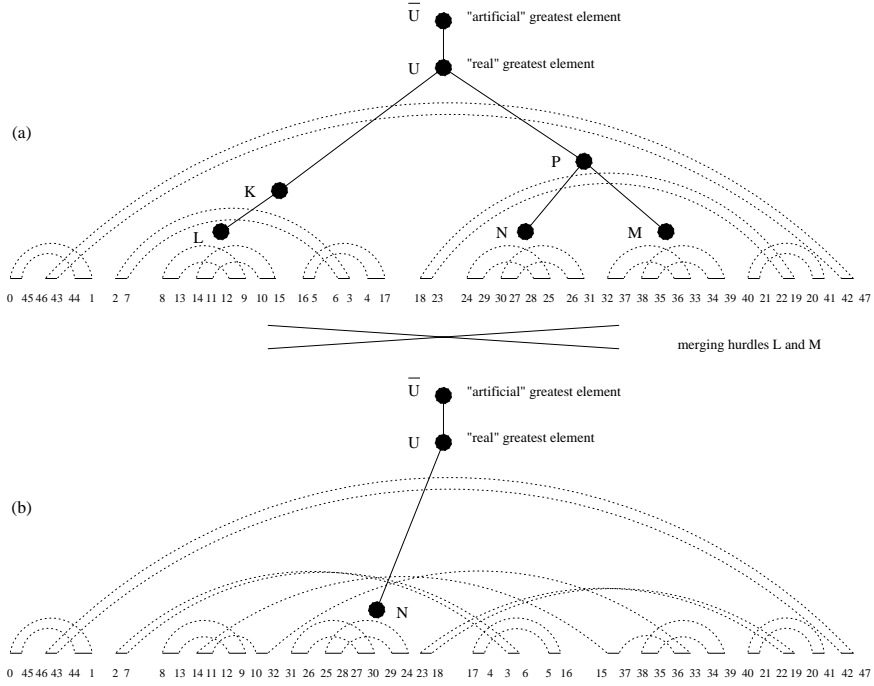 U "artificial" greatest element
U "real" greatest element
(a)
P
K
L N M
0 45 46 43 44 1 2 7 8 13 14 11 12 9 10 15 16 5 6 3 4 17 18 23 24 29 30 27 28 25 26 31 32 37 38 35 36 33 34 39 40 21 22 19 20 41 42 47
merging hurdles L and M
U "artificial" greatest element
U "real" greatest element
(b)
N
0 45 46 43 44 1 2 7 8 13 14 11 12 9 10 32 31 26 25 28 27 30 29 24 23 18 17 4 3 6 5 16 15 37 38 35 36 33 34 39 40 21 22 19 20 41 42 47